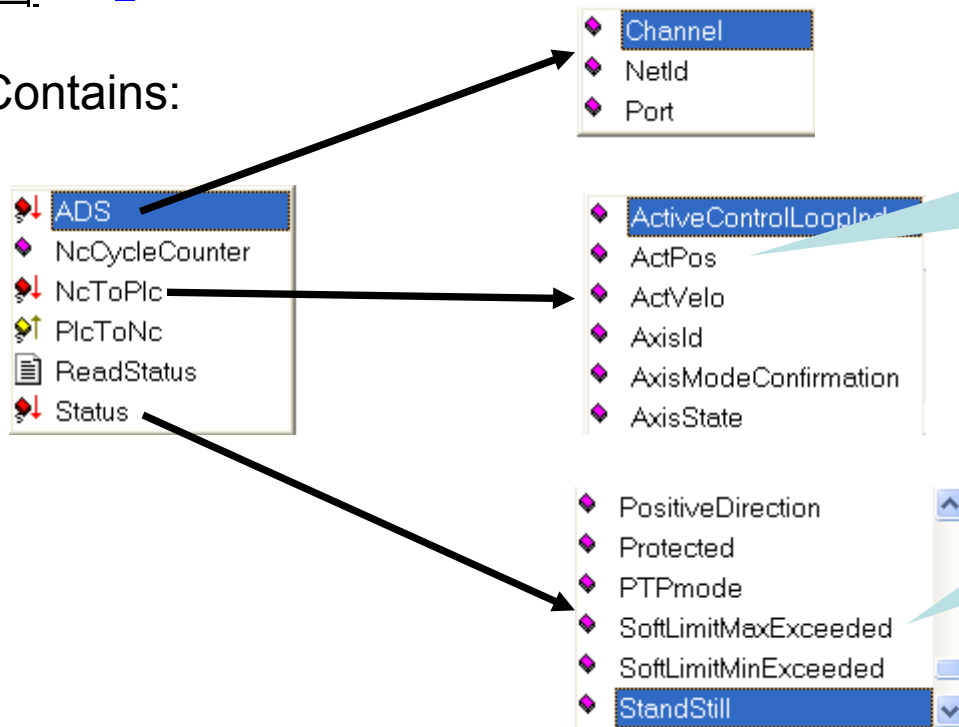 Contains:
ADS
NcCycleCounter
NcToPlc
PlcToNc
ReadStatus
Status
Channel
NetId
Port
ActPos
ActVelo
AxisId
AxisModeConfirmation
AxisState
PositiveDirection
Protected
PTPmode
SoftLimitMaxExceeded
SoftLimitMinExceeded
StandStill